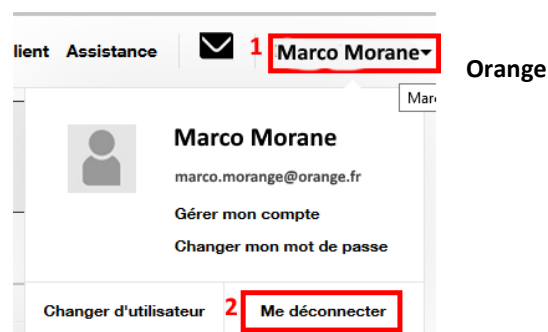 lient Assistance 1 Marco Morane
Orange
Mar
Marco Morane
marco.morange@orange.fr
Gérer mon compte
Changer mon mot de passe
Changer d'utilisateur 2 Me déconnecter